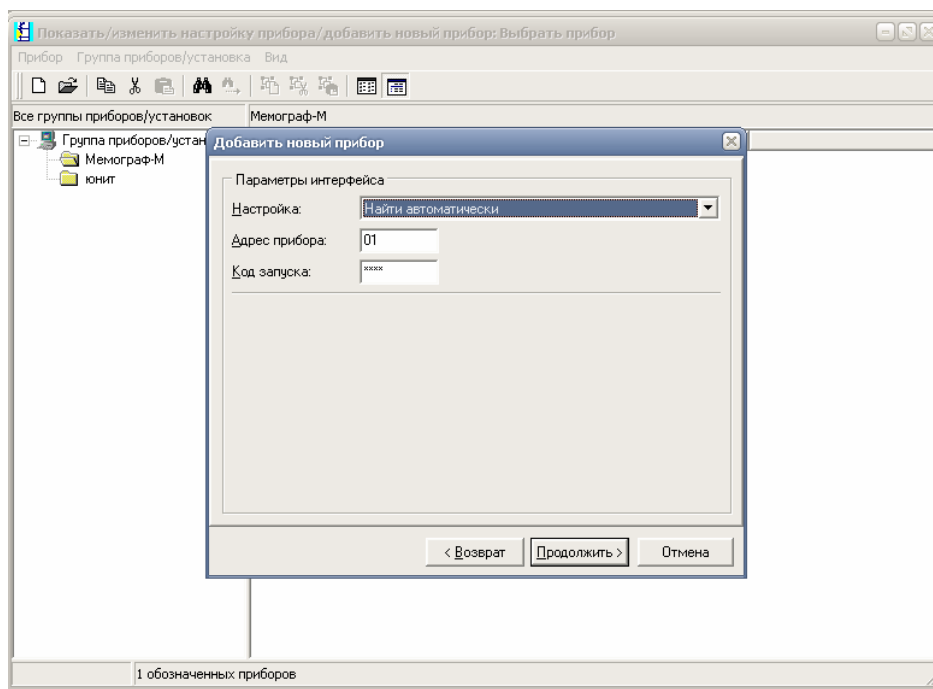 Показать/изменить настройку прибора/добавить новый прибор: Выбрать прибор
Прибор Группа приборов/установка Вид
Все группы приборов/установок Мемограф-М
Группа приборов/устан
Мемограф-М
юнит
Добавить новый прибор
Параметры интерфейса
Настройка: Найти автоматически
Адрес прибора: 01
Код запуска: ××××
< Возврат Продолжить > Отмена
1 обозначенных приборов